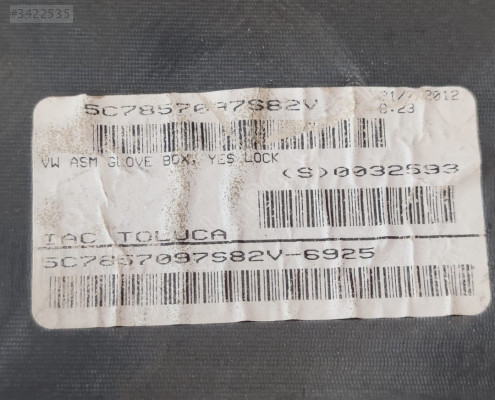 #3422535
5C7857097S82V
2012
VW ASM GLOVE BOX, YES LOCK
(S)0032593
IAC TOLUCA
5C7857097S82V-6925